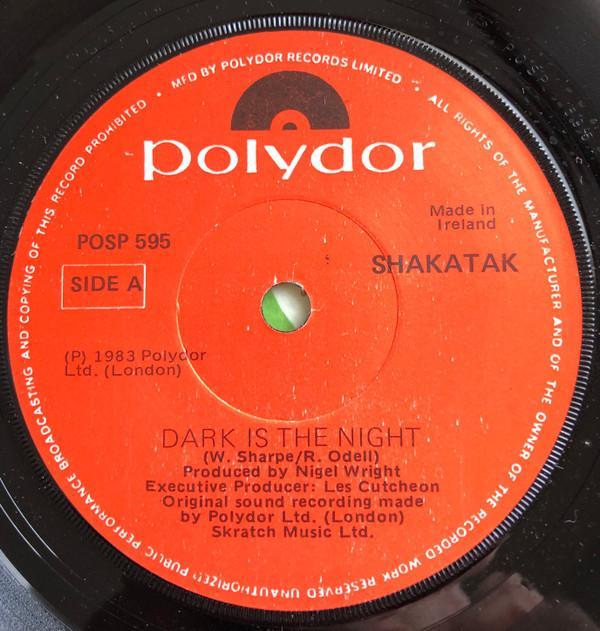 MFD BY POLYDOR RECORDS LIMITED • ALL RIGHTS OF THE MANUFACTURER AND OF THE OWNER OF THE RECORDED WORK RESERVED UNAUTHORIZED PUBLIC PERFORMANCE BROADCASTING AND COPYING OF THIS RECORD PROHIBITED •
polydor
Made in
Ireland
POSP 595
SHAKATAK
SIDE A
(P) 1983 Polydor
Ltd. (London)
DARK IS THE NIGHT
(W. Sharpe/R. Odell)
Produced by Nigel Wright
Executive Producer: Les Cutcheon
Original sound recording made
by Polydor Ltd. (London)
Skratch Music Ltd.